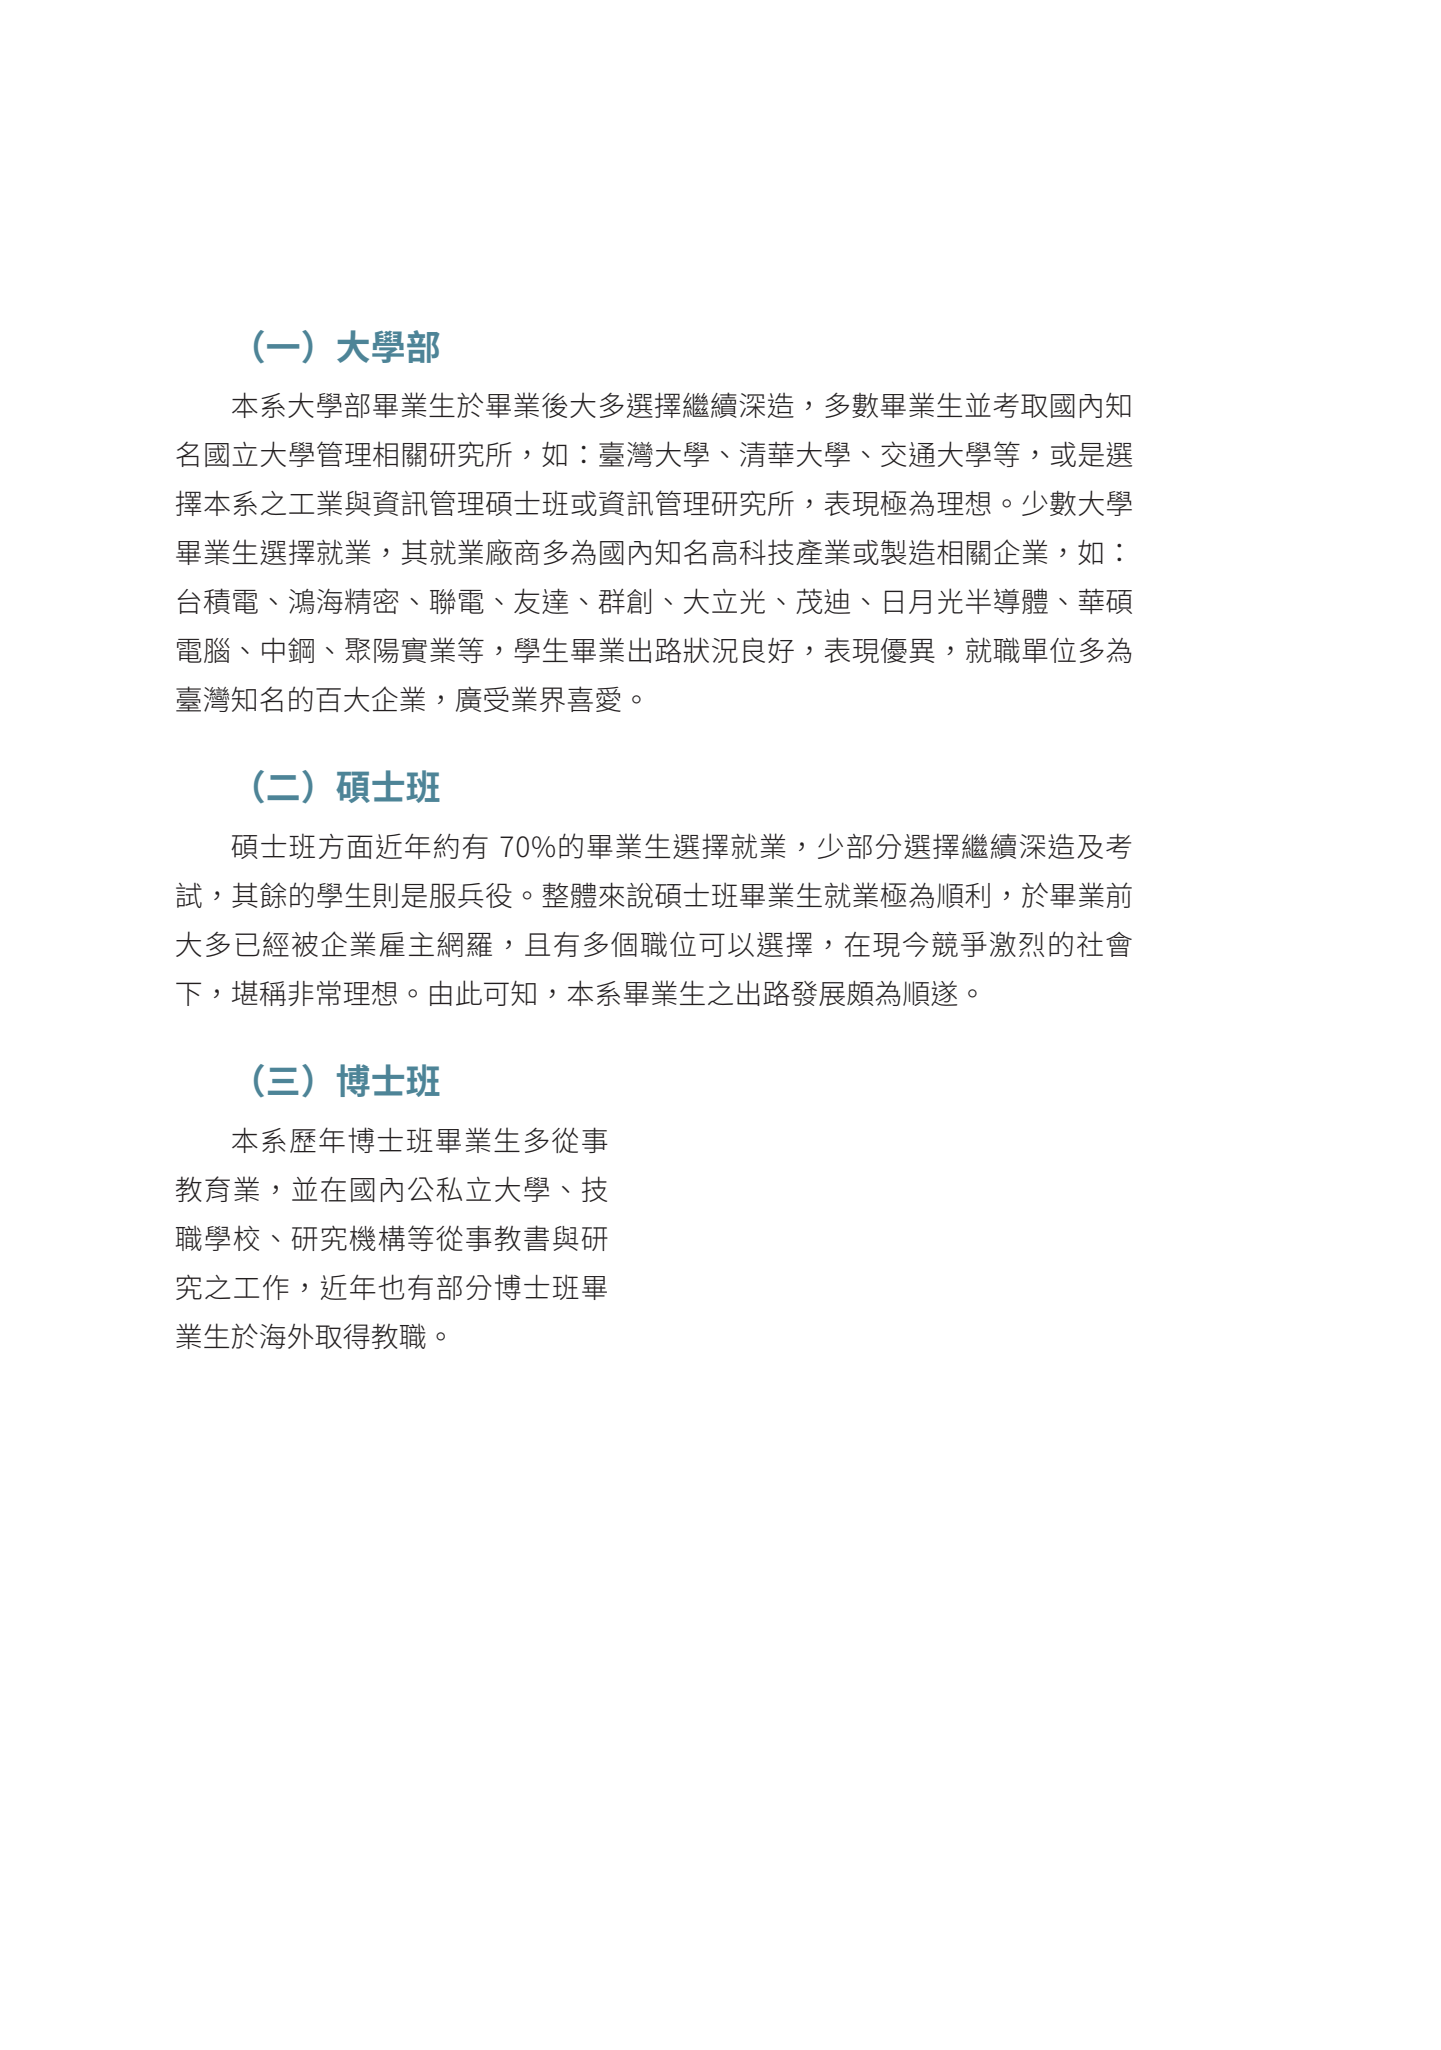 （一）大學部
本系大學部畢業生於畢業後大多選擇繼續深造，多數畢業生並考取國內知
名國立大學管理相關研究所，如：臺灣大學、清華大學、交通大學等，或是選
擇本系之工業與資訊管理碩士班或資訊管理研究所，表現極為理想。少數大學
畢業生選擇就業，其就業廠商多為國內知名高科技產業或製造相關企業，如：
台積電、鴻海精密、聯電、友達、群創、大立光、茂迪、日月光半導體、華碩
電腦、中鋼、聚陽實業等，學生畢業出路狀況良好，表現優異，就職單位多為
臺灣知名的百大企業，廣受業界喜愛。
（二）碩士班
碩士班方面近年約有 70%的畢業生選擇就業，少部分選擇繼續深造及考
試，其餘的學生則是服兵役。整體來說碩士班畢業生就業極為順利，於畢業前
大多已經被企業雇主網羅，且有多個職位可以選擇，在現今競爭激烈的社會
下，堪稱非常理想。由此可知，本系畢業生之出路發展頗為順遂。
（三）博士班
本系歷年博士班畢業生多從事
教育業，並在國內公私立大學、技
職學校、研究機構等從事教書與研
究之工作，近年也有部分博士班畢
業生於海外取得教職。